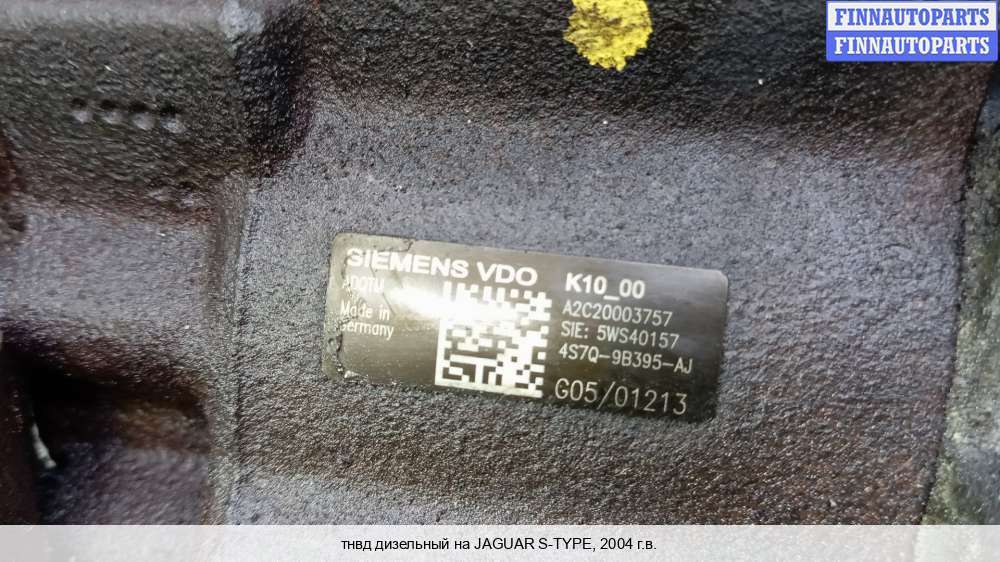 FINNAUTOPARTS
FINNAUTOPARTS
SIEMENS VDO
K10_00
A2C20003757
Made in
Germany
SIE: 5WS40157
4S7Q-9B395-AJ
G05/01213
тнвд дизельный на JAGUAR S-TYPE, 2004 г.в.